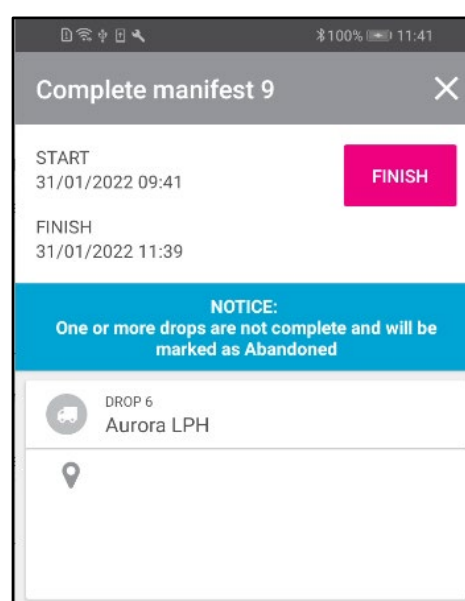 100% 11:41
Complete manifest 9
START
31/01/2022 09:41
FINISH
FINISH
31/01/2022 11:39
NOTICE:
One or more drops are not complete and will be
marked as Abandoned
DROP 6
Aurora LPH